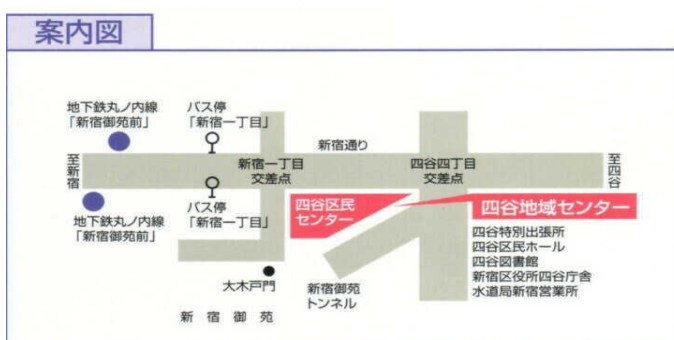 案内図
地下鉄丸ノ内線
「新宿御苑前」
バス停
「新宿一丁目」
新宿通り
至新宿
新宿一丁目
交差点
四谷四丁目
交差点
至四谷
地下鉄丸ノ内線
「新宿御苑前」
バス停
「新宿一丁目」
四谷区民
センター
四谷地域センター
四谷特別出張所
四谷区民ホール
四谷図書館
新宿区役所四谷庁舎
水道局新宿営業所
大木戸門
新宿御苑
トンネル
新宿御苑